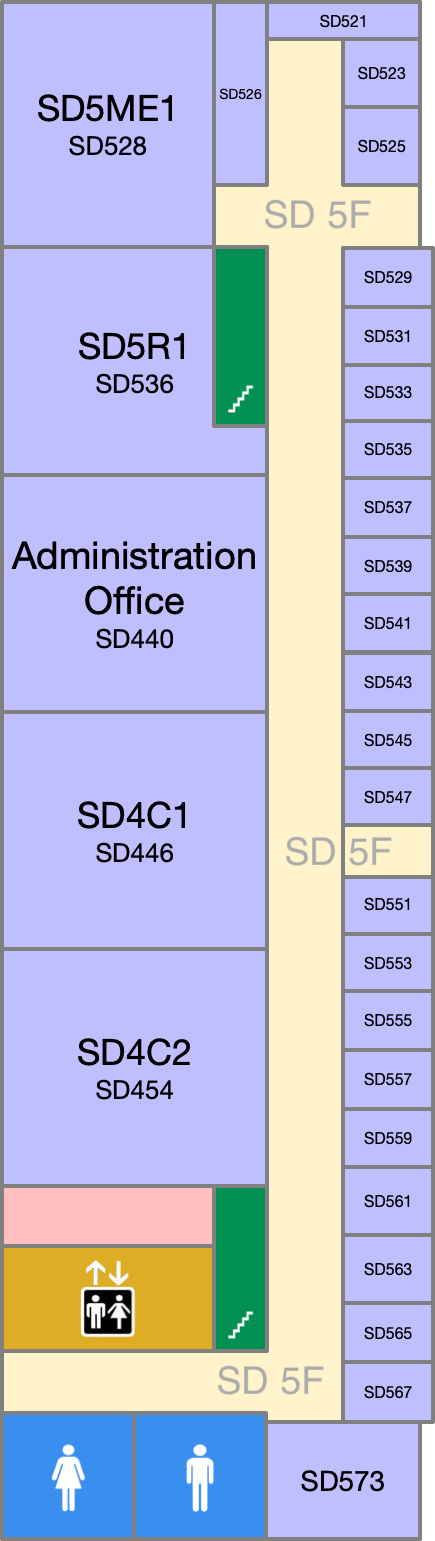 SD521
SD5ME1
SD528
SD526
SD523
SD525
SD 5F
SD529
SD5R1
SD536
SD531
SD533
SD535
SD537
Administration
Office
SD440
SD539
SD541
SD543
SD545
SD547
SD4C1
SD446
SD 5F
SD551
SD553
SD555
SD4C2
SD454
SD557
SD559
SD561
SD563
SD565
SD 5F
SD567
SD573